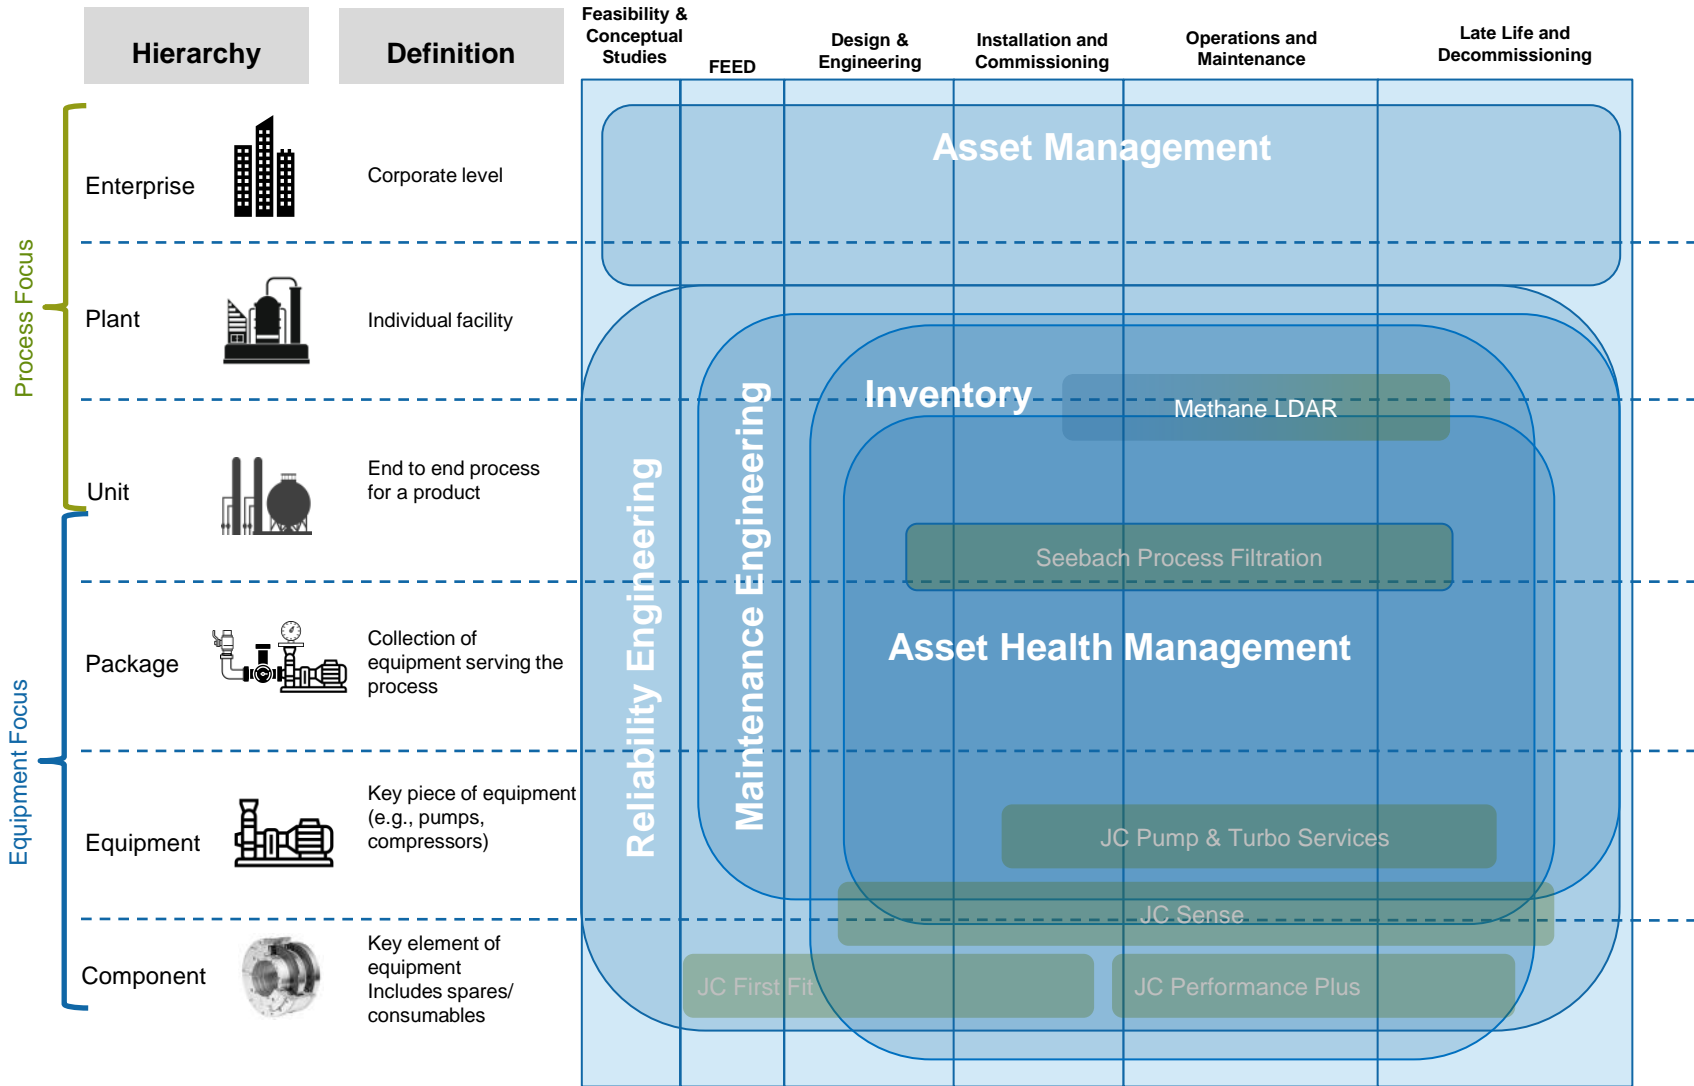 Hierarchy
Definition
Feasibility &
Conceptual
Studies
FEED
Design &
Engineering
Installation and
Commissioning
Operations and
Maintenance
Late Life and
Decommissioning
Process Focus
Equipment Focus
Enterprise
Corporate level
Plant
Individual facility
Unit
End to end process
for a product
Package
Collection of
equipment serving the
process
Equipment
Key piece of equipment
(e.g., pumps,
compressors)
Component
Key element of
equipment
Includes spares/
consumables
Asset Management
Reliability Engineering
Maintenance Engineering
Inventory
Methane LDAR
Seebach Process Filtration
Asset Health Management
JC Pump & Turbo Services
JC Sense
JC First Fit
JC Performance Plus